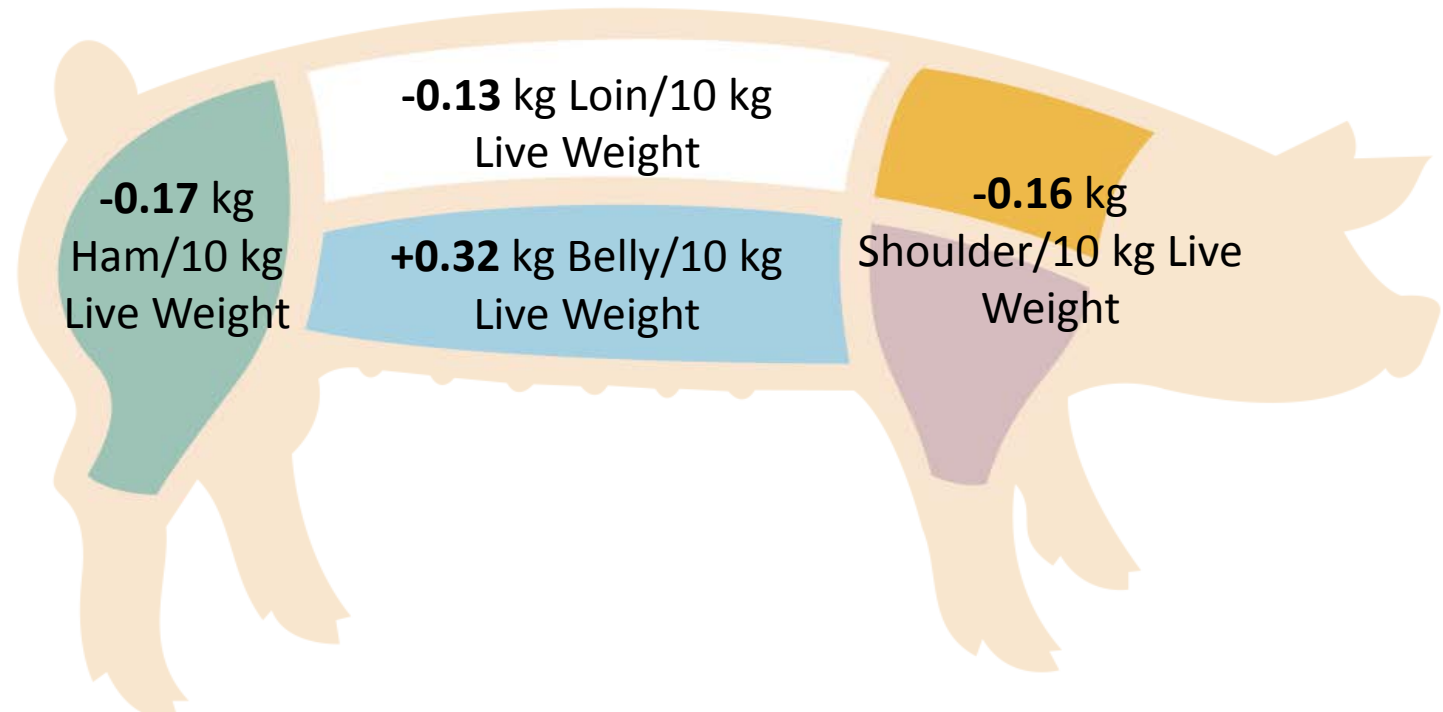 -0.13 kg Loin/10 kg
Live Weight
-0.17 kg
Ham/10 kg
Live Weight
+0.32 kg Belly/10 kg
Live Weight
-0.16 kg
Shoulder/10 kg Live
Weight